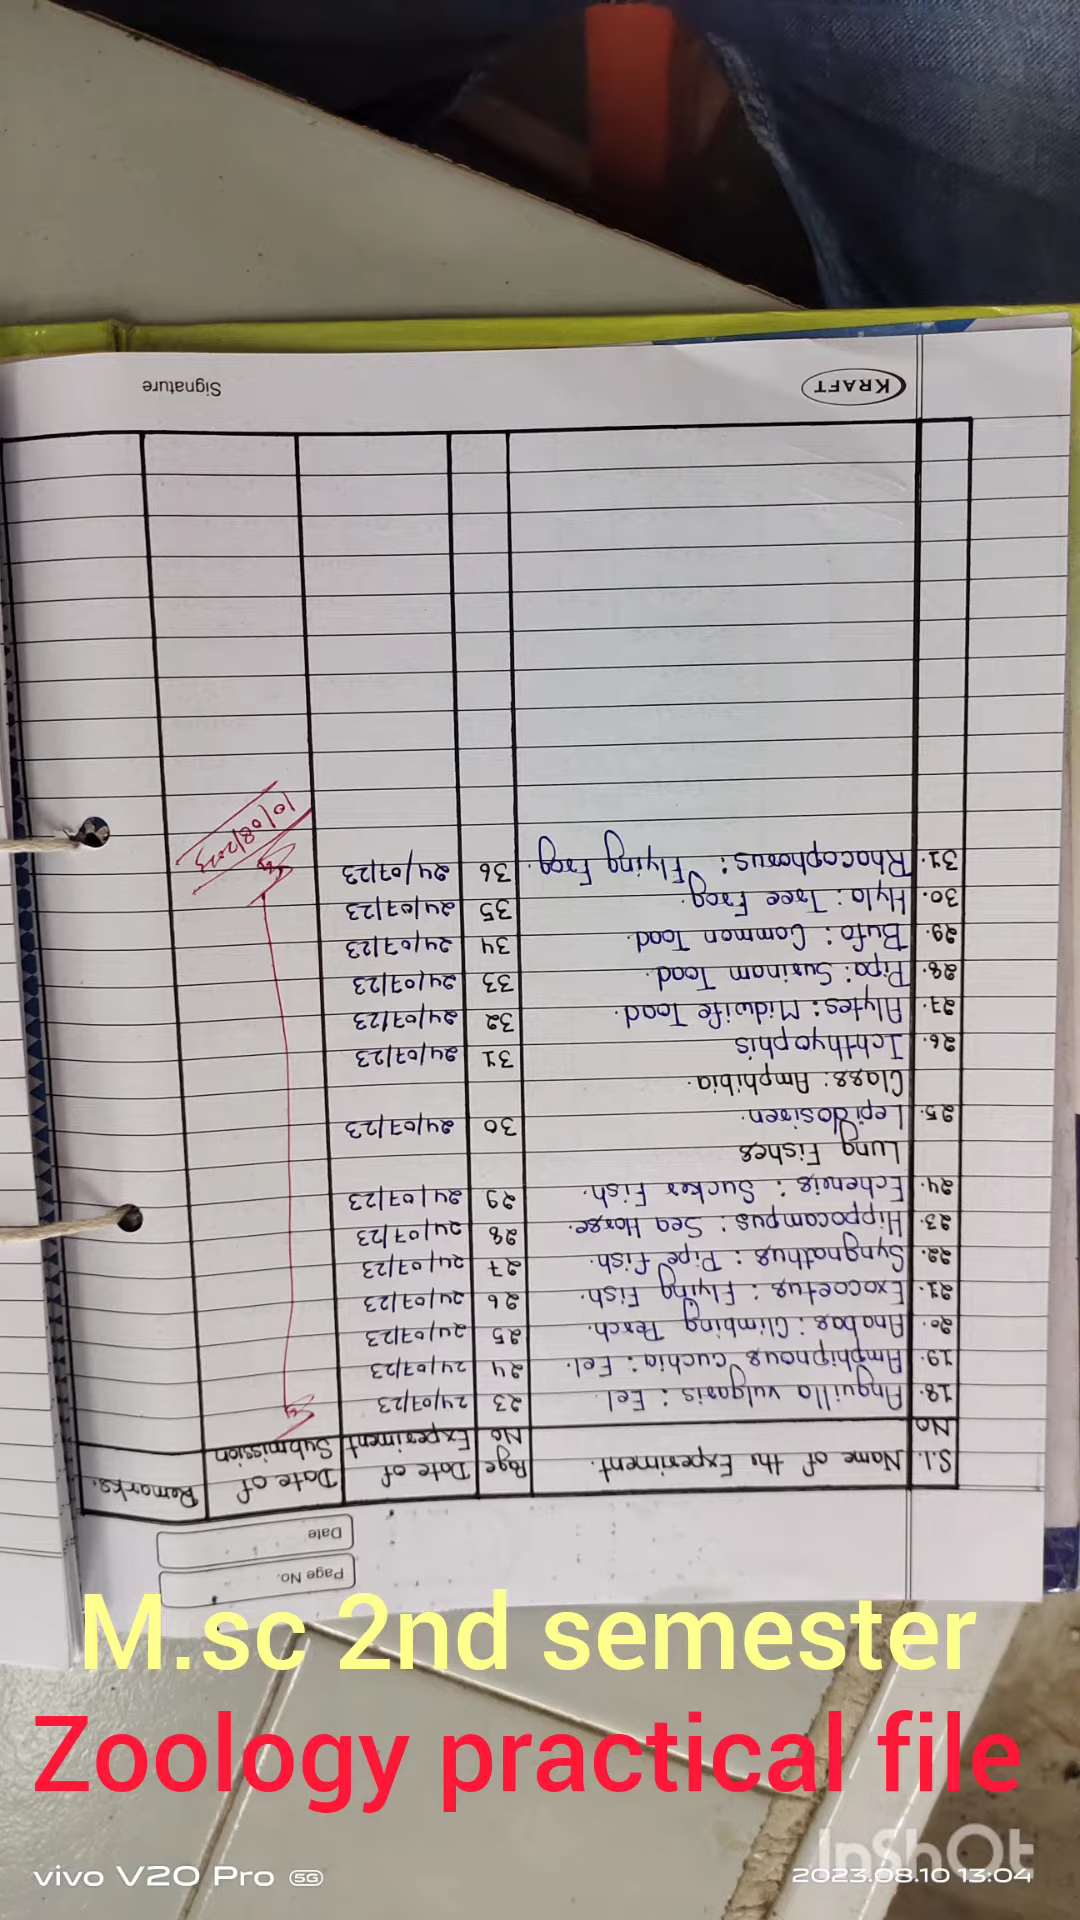 Page No.
Date
S.I. No | Name of the Experiment. | Page No | Date of Experiment | Date of Submission | Remarks.
18. Anguilla vulgaris : Eel 23 24/07/23
19. Amphipnous cuchia : Eel. 24 24/07/23
20. Anabas : Climbing Perch. 25 24/07/23
21. Exocoetus : Flying Fish. 26 24/07/23
22. Syngnathus : Pipe fish. 27 24/07/23
23. Hippocampus : Sea Horse. 28 24/07/23
24. Echeneis : Sucker Fish. 29 24/07/23
Lung Fishes
25. Lepidosiren. 30 24/07/23
Class : Amphibia.
26. Ichthyophis 31 24/07/23
27. Alytes : Midwife Toad. 32 24/07/23
28. Pipa : Surinam Toad. 33 24/07/23
29. Bufo : Common Toad. 34 24/07/23
30. Hyla : Tree Frog. 35 24/07/23
31. Rhacophorus : Flying Frog. 36 24/07/23
10/08/2023
KRAFT
Signature
M.sc 2nd semester
Zoology practical file
InShOt
vivo V20 Pro 5G
2023.08.10 13:04